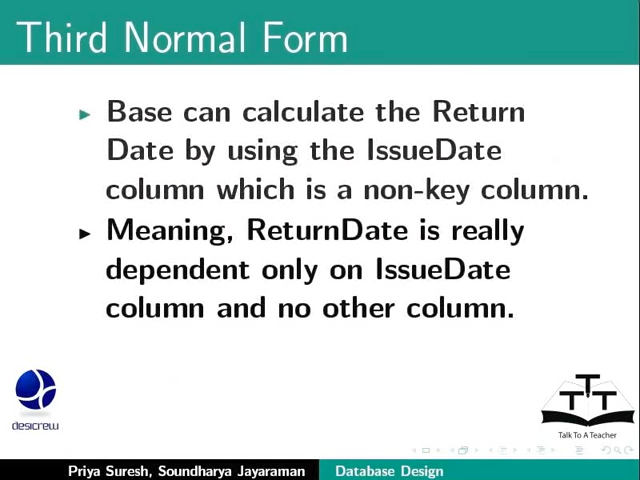 Third Normal Form
Base can calculate the Return
Date by using the IssueDate
column which is a non-key column.
Meaning, ReturnDate is really
dependent only on IssueDate
column and no other column.
desicrew
TTT
Talk To A Teacher
Priya Suresh, Soundharya Jayaraman Database Design